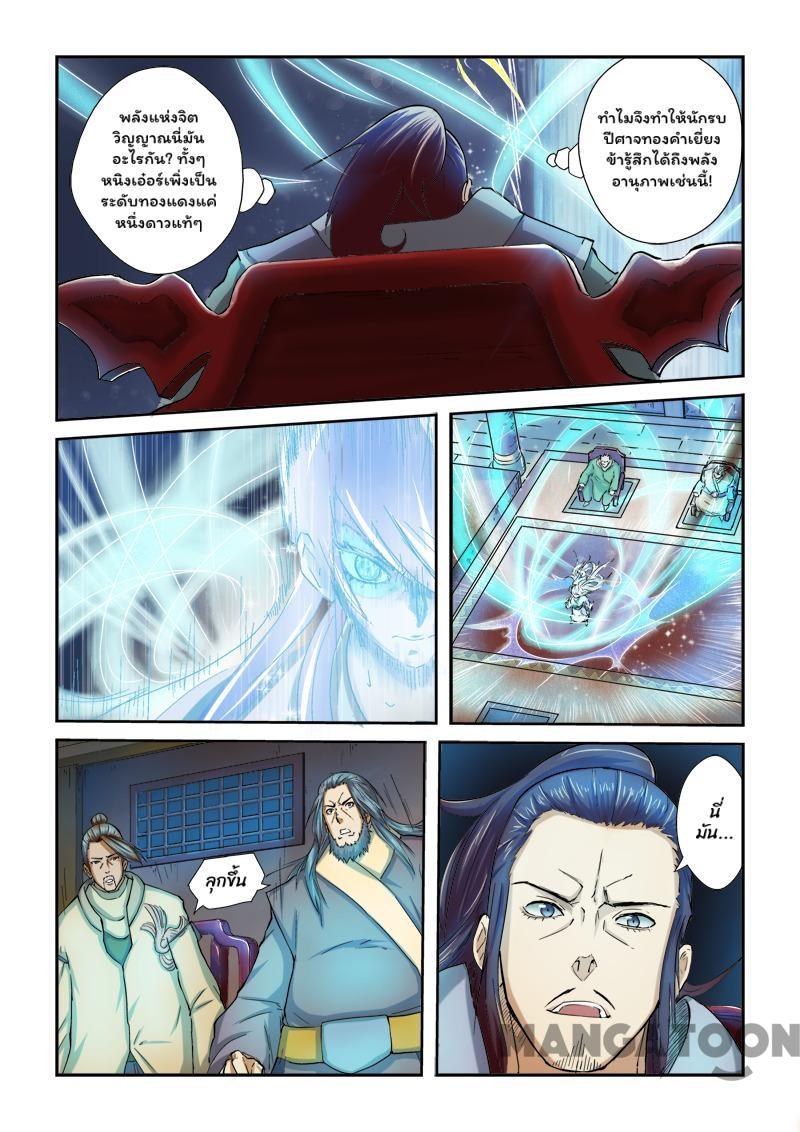 พลังแห่งจิต
วิญญาณนี่มัน
อะไรกัน? ทั้งๆ
หนิงเอ๋อร์เพิ่งเป็น
ระดับทองแดงแค่
หนึ่งดาวแท้ๆ
ทำไมจึงทำให้นักรบ
ปีศาจทองคำเยี่ยง
ข้ารู้สึกได้ถึงพลัง
อานุภาพเช่นนี้!
ลุกขึ้น
นี่
มัน...
MANGATOON